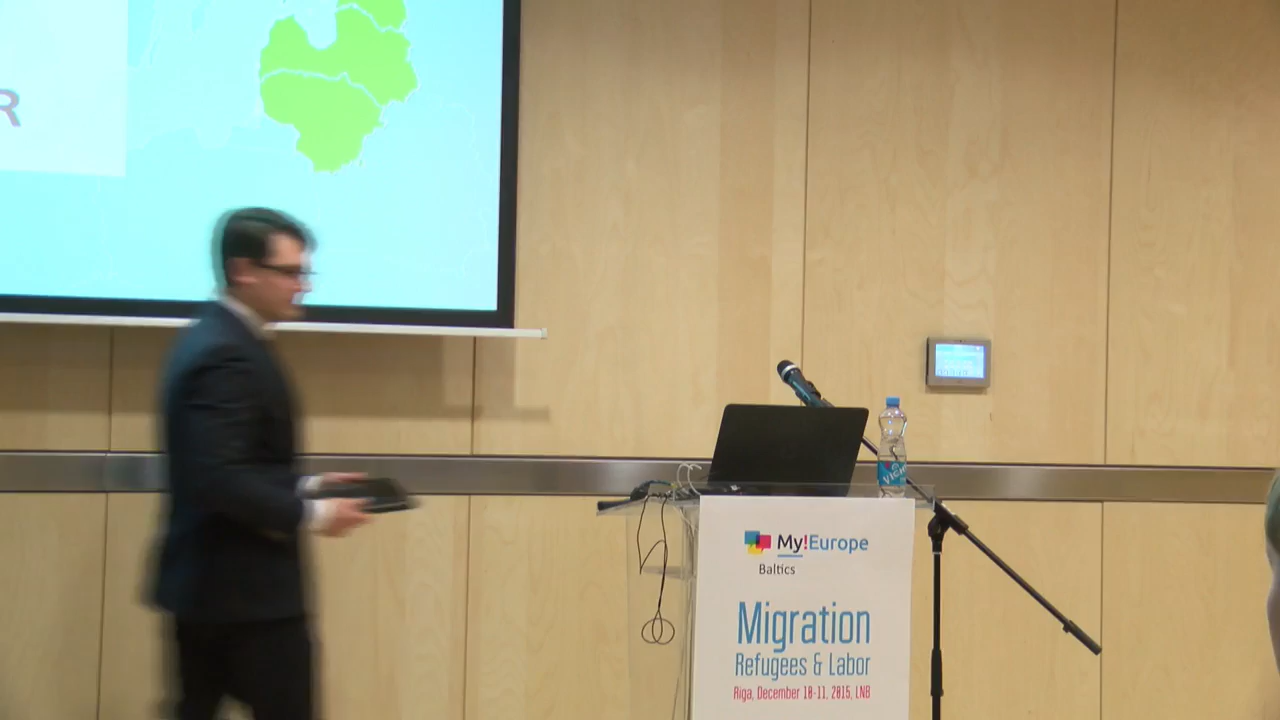 R
My!Europe
Baltics
Migration
Refugees & Labor
Riga, December 10-11, 2015, LNB